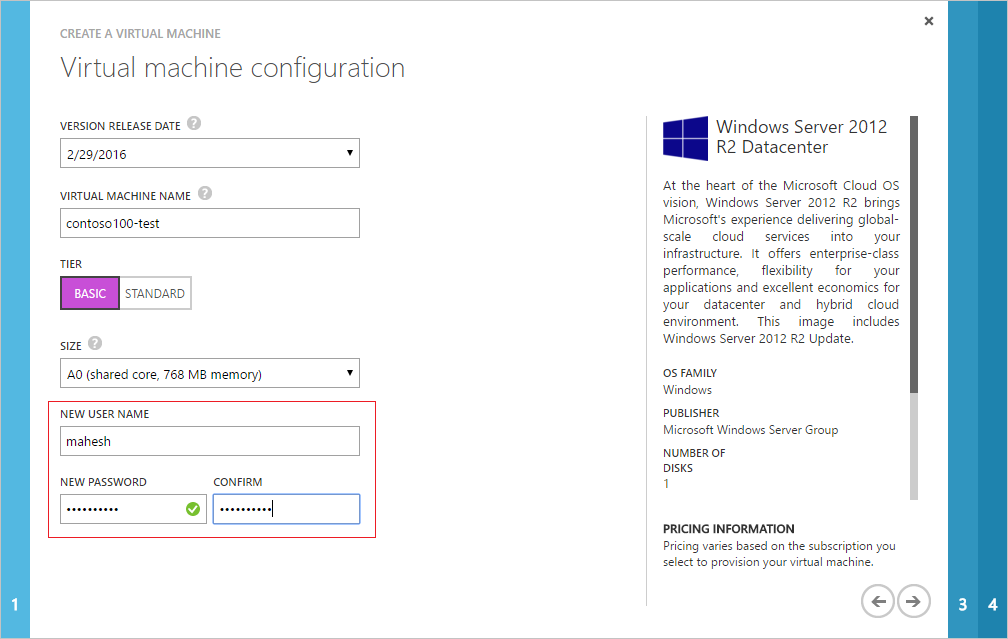 CREATE A VIRTUAL MACHINE
Virtual machine configuration
VERSION RELEASE DATE ?
2/29/2016
VIRTUAL MACHINE NAME ?
contoso100-test
TIER
BASIC STANDARD
SIZE ?
A0 (shared core, 768 MB memory)
NEW USER NAME
mahesh
NEW PASSWORD CONFIRM
•••••••••• ••••••••••
Windows Server 2012
R2 Datacenter
At the heart of the Microsoft Cloud OS
vision, Windows Server 2012 R2 brings
Microsoft's experience delivering global-
scale cloud services into your
infrastructure. It offers enterprise-class
performance, flexibility for your
applications and excellent economics for
your datacenter and hybrid cloud
environment. This image includes
Windows Server 2012 R2 Update.
OS FAMILY
Windows
PUBLISHER
Microsoft Windows Server Group
NUMBER OF
DISKS
1
PRICING INFORMATION
Pricing varies based on the subscription you
select to provision your virtual machine.
1
3 4